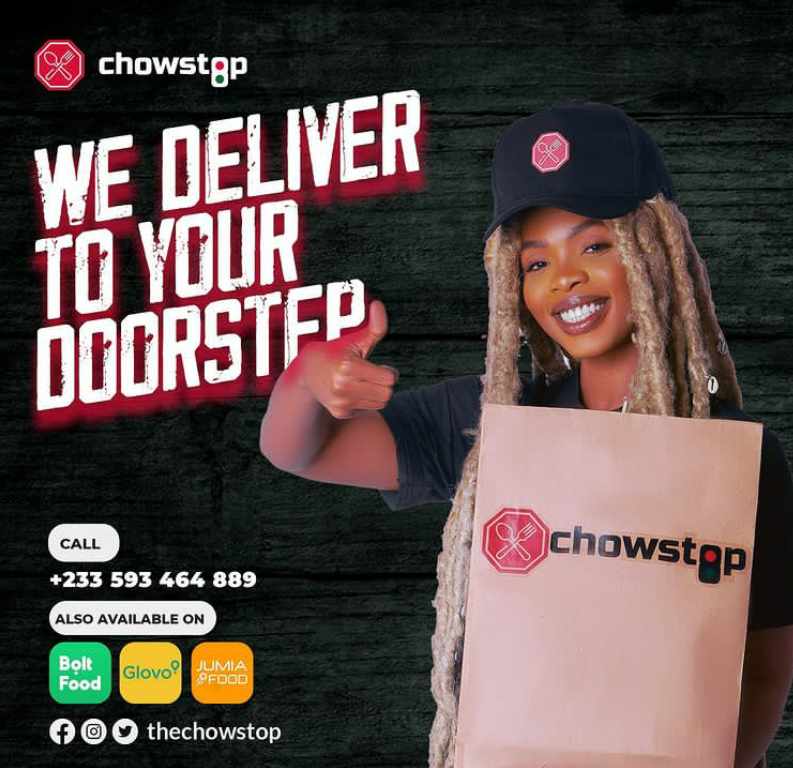 chowstop
WE DELIVER
TO YOUR
DOORSTEP
chowstop
CALL
+233 593 464 889
ALSO AVAILABLE ON
Bolt
Food
Glovo
JUMIA
FOOD
thechowstop